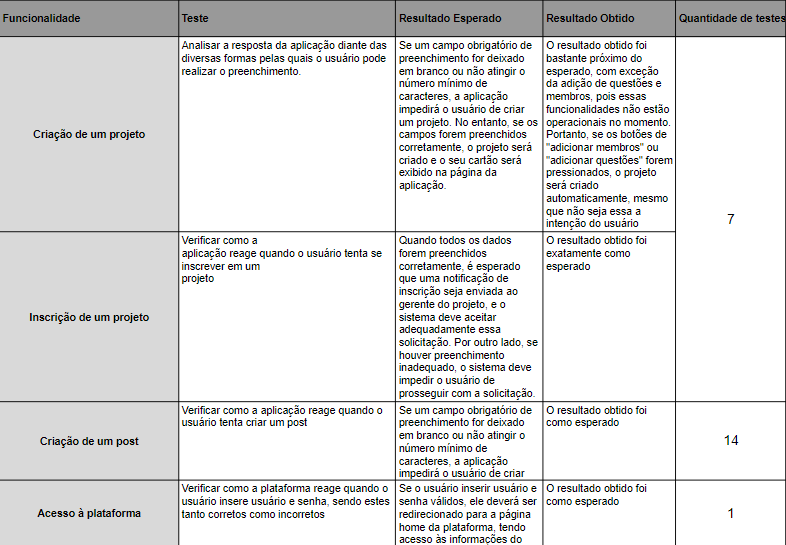 Funcionalidade
Teste
Resultado Esperado
Resultado Obtido
Quantidade de testes
Criação de um projeto
Analisar a resposta da aplicação diante das
diversas formas pelas quais o usuário pode
realizar o preenchimento.
Se um campo obrigatório de
preenchimento for deixado
em branco ou não atingir o
número mínimo de
caracteres, a aplicação
impedirá o usuário de criar
um projeto. No entanto, se os
campos forem preenchidos
corretamente, o projeto será
criado e o seu cartão será
exibido na página da
aplicação.
O resultado obtido foi
bastante próximo do
esperado, com exceção
da adição de questões e
membros, pois essas
funcionalidades não estão
operacionais no momento.
Portanto, se os botões de
"adicionar membros" ou
"adicionar questões" forem
pressionados, o projeto
será criado
automaticamente, mesmo
que não seja essa a
intenção do usuário
7
Inscrição de um projeto
Verificar como a
aplicação reage quando o usuário tenta se
inscrever em um
projeto
Quando todos os dados
forem preenchidos
corretamente, é esperado
que uma notificação de
inscrição seja enviada ao
gerente do projeto, e o
sistema deve aceitar
adequadamente essa
solicitação. Por outro lado, se
houver preenchimento
inadequado, o sistema deve
impedir o usuário de
prosseguir com a solicitação.
O resultado obtido foi
exatamente como
esperado
Criação de um post
Verificar como a aplicação reage quando o
usuário tenta criar um post
Se um campo obrigatório de
preenchimento for deixado
em branco ou não atingir o
número mínimo de
caracteres, a aplicação
impedirá o usuário de criar
O resultado obtido foi
como esperado
14
Acesso à plataforma
Verificar como a plataforma reage quando o
usuário insere usuário e senha, sendo estes
tanto corretos como incorretos
Se o usuário inserir usuário e
senha válidos, ele deverá ser
redirecionado para a página
home da plataforma, tendo
acesso às informações do
O resultado obtido foi
como esperado
1